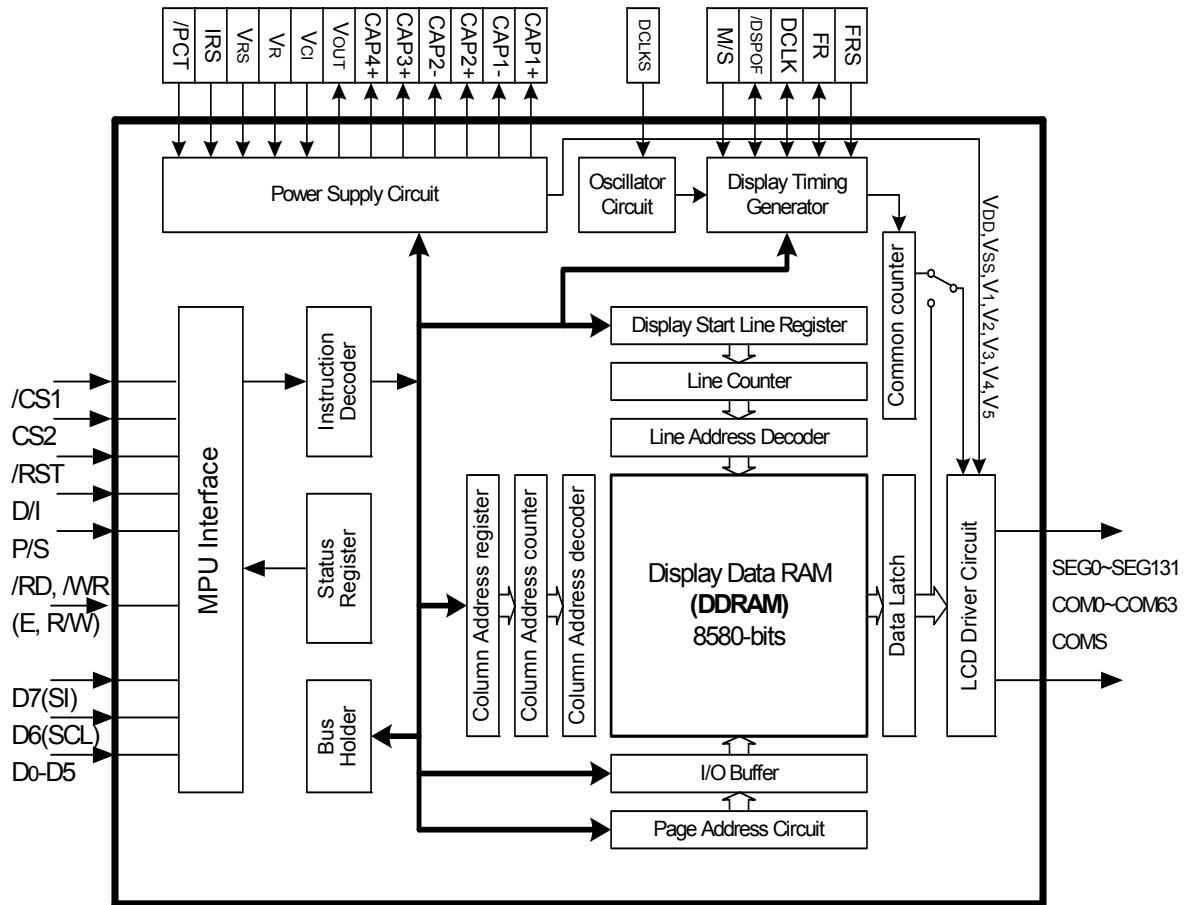 /PCT
IRS
VRS
VR
VCI
VOUT
CAP4+
CAP3+
CAP2-
CAP2+
CAP1-
CAP1+
DCLKS
M/S
/DSPOF
DCLK
FR
FRS
Power Supply Circuit
Oscillator
Circuit
Display Timing
Generator
VDD,VSS,V1,V2,V3,V4,V5
Common counter
Display Start Line Register
Line Counter
Line Address Decoder
Instruction
Decoder
MPU Interface
/CS1
CS2
/RST
D/I
P/S
/RD, /WR
(E, R/W)
D7(SI)
D6(SCL)
D0-D5
Status
Register
Bus
Holder
Column Address register
Column Address counter
Column Address decoder
Display Data RAM
(DDRAM)
8580-bits
Data Latch
LCD Driver Circuit
SEG0~SEG131
COM0~COM63
COMS
I/O Buffer
Page Address Circuit